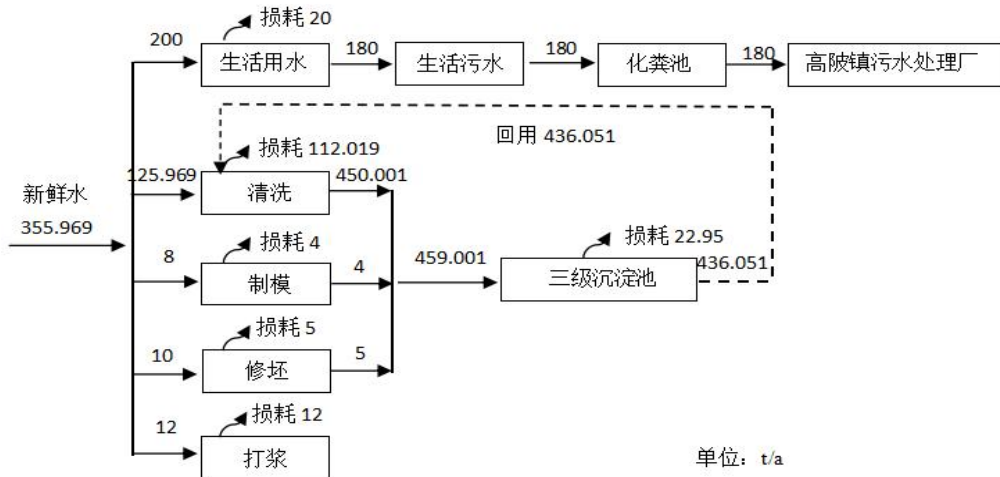 损耗 20
200
生活用水
180
生活污水
180
化粪池
180
高陂镇污水处理厂
回用 436.051
损耗 112.019
125.969
清洗
450.001
新鲜水
355.969
损耗 4
8
制模
4
459.001
损耗 22.95
三级沉淀池
436.051
损耗 5
10
修坯
5
损耗 12
12
打浆
单位：t/a